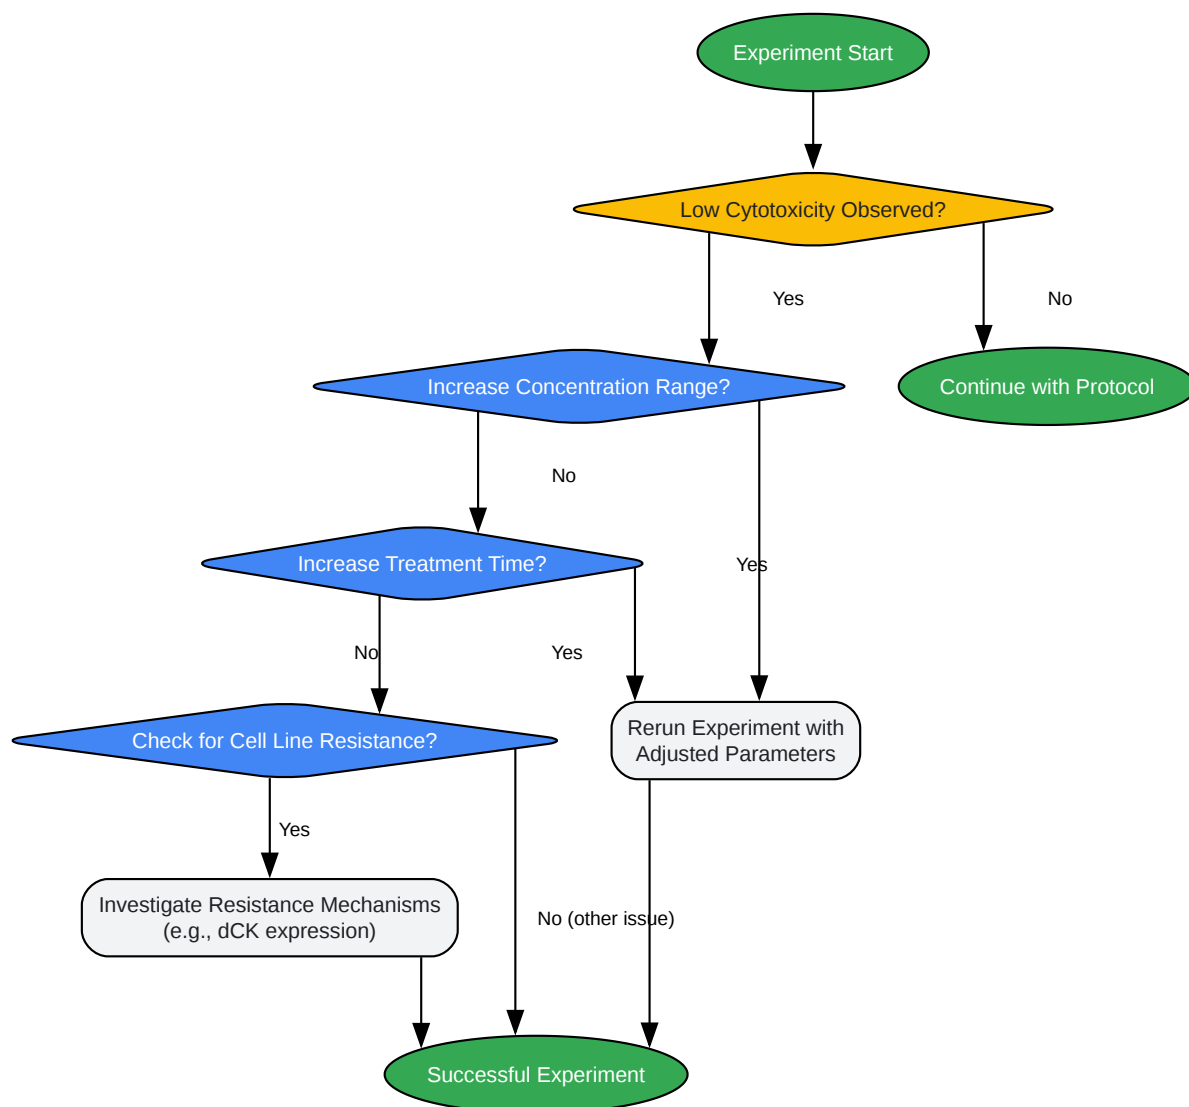 Experiment Start
Low Cytotoxicity Observed?
Yes
No
Increase Concentration Range?
Continue with Protocol
No
Increase Treatment Time?
Yes
No
Yes
Rerun Experiment with
Adjusted Parameters
Check for Cell Line Resistance?
Yes
Investigate Resistance Mechanisms
(e.g., dCK expression)
No (other issue)
Successful Experiment